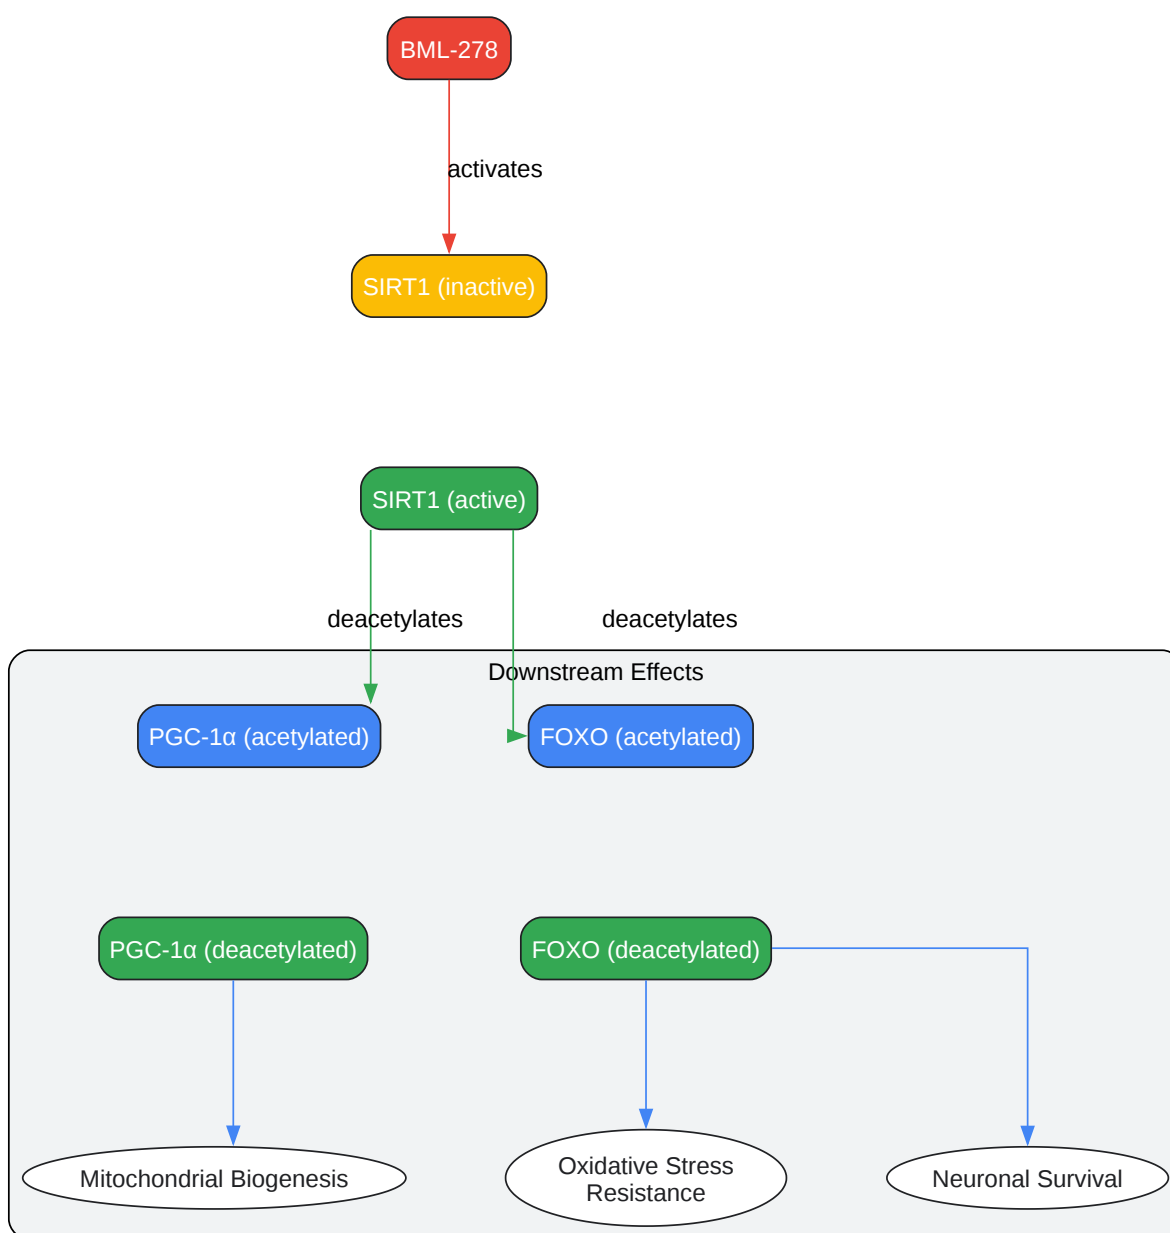 BML-278
activates
SIRT1 (inactive)
SIRT1 (active)
deacetylates
deacetylates
Downstream Effects
PGC-1α (acetylated)
FOXO (acetylated)
PGC-1α (deacetylated)
FOXO (deacetylated)
Mitochondrial Biogenesis
Oxidative Stress
Resistance
Neuronal Survival